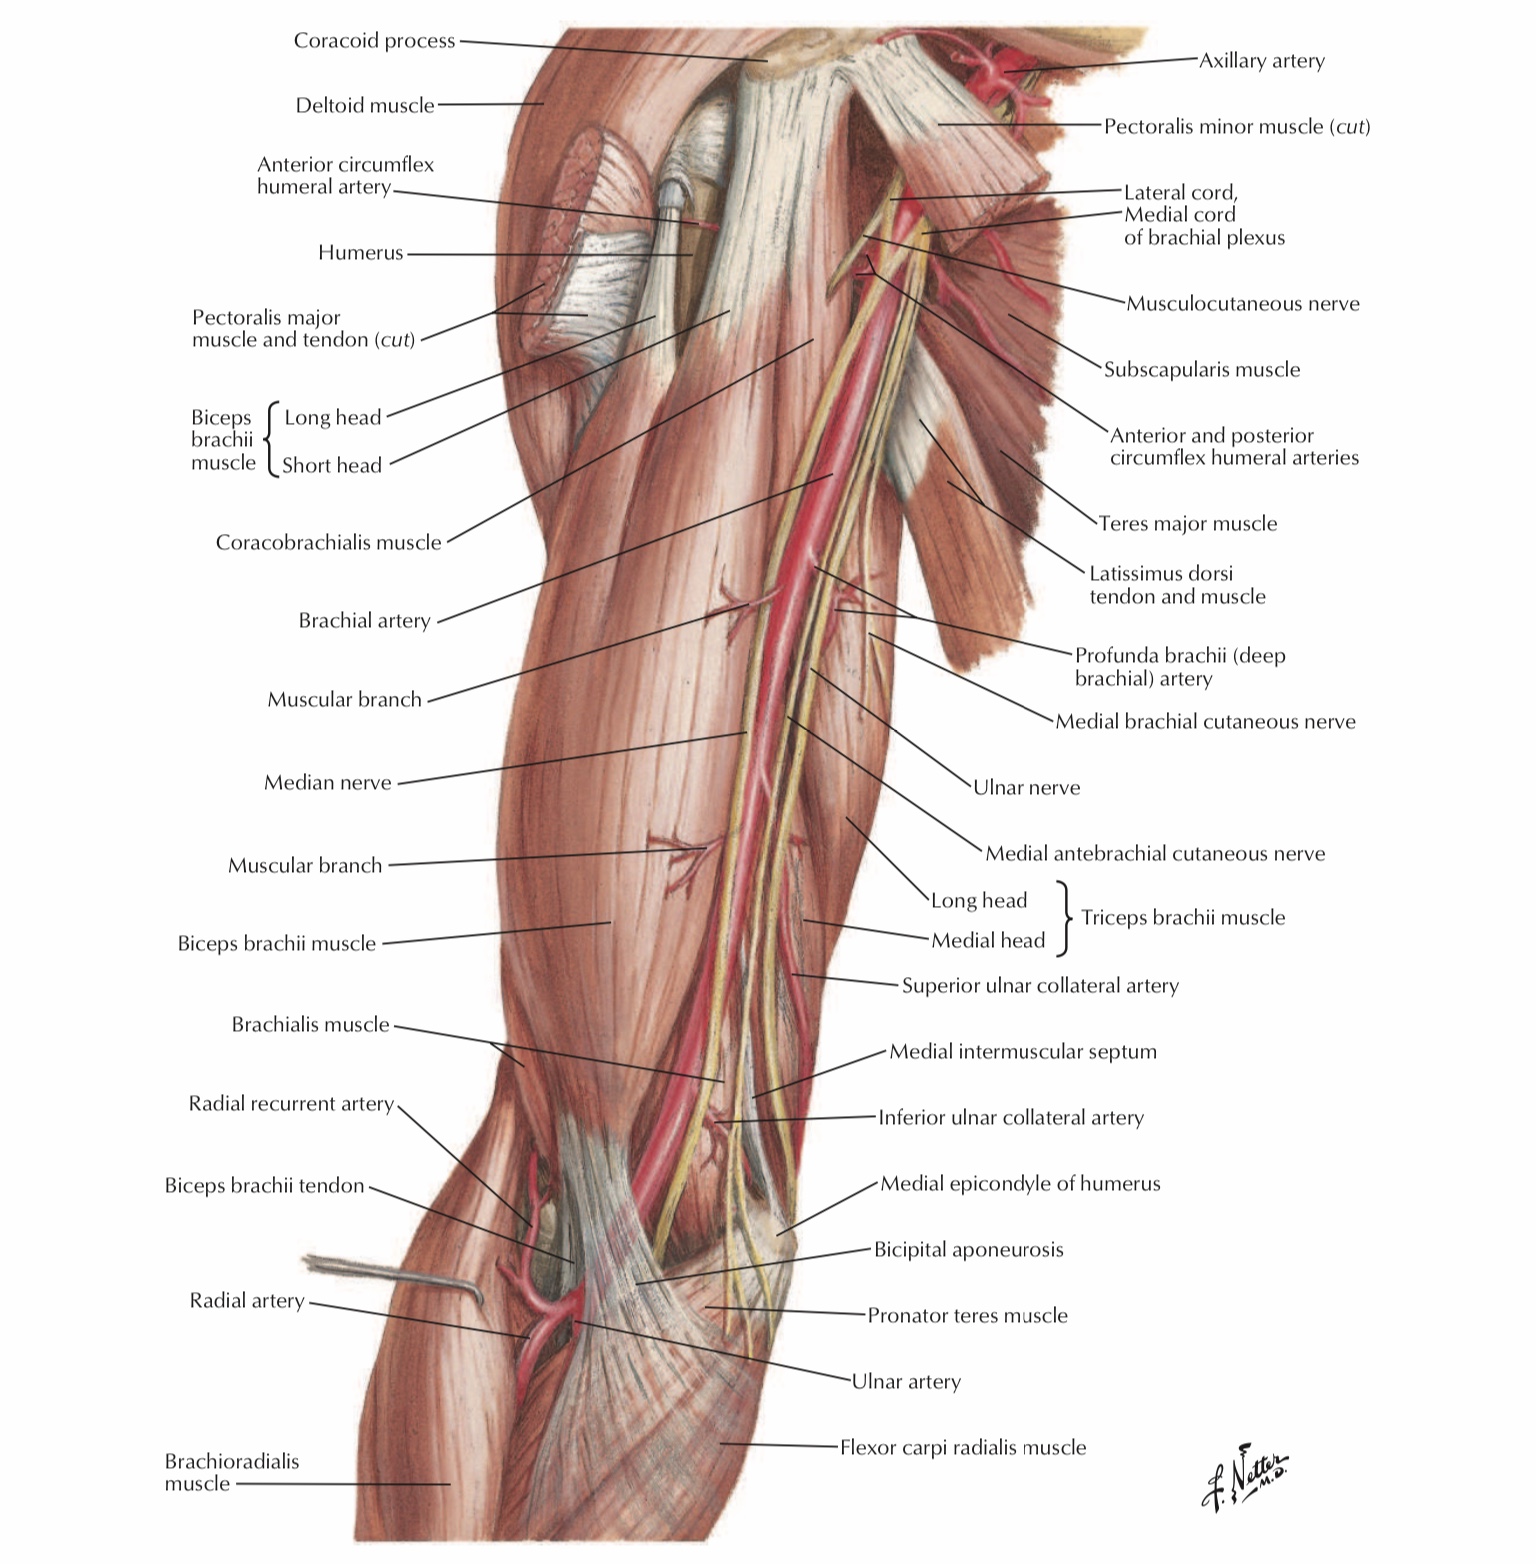 Coracoid process
Deltoid muscle
Anterior circumflex
humeral artery
Humerus
Pectoralis major
muscle and tendon (cut)
Biceps
brachii
muscle
Long head
Short head
Coracobrachialis muscle
Brachial artery
Muscular branch
Median nerve
Muscular branch
Biceps brachii muscle
Brachialis muscle
Radial recurrent artery
Biceps brachii tendon
Radial artery
Brachioradialis
muscle
Axillary artery
Pectoralis minor muscle (cut)
Lateral cord,
Medial cord
of brachial plexus
Musculocutaneous nerve
Subscapularis muscle
Anterior and posterior
circumflex humeral arteries
Teres major muscle
Latissimus dorsi
tendon and muscle
Profunda brachii (deep
brachial) artery
Medial brachial cutaneous nerve
Ulnar nerve
Medial antebrachial cutaneous nerve
Long head
Medial head
Triceps brachii muscle
Superior ulnar collateral artery
Medial intermuscular septum
Inferior ulnar collateral artery
Medial epicondyle of humerus
Bicipital aponeurosis
Pronator teres muscle
Ulnar artery
Flexor carpi radialis muscle
F. Netter
M.D.